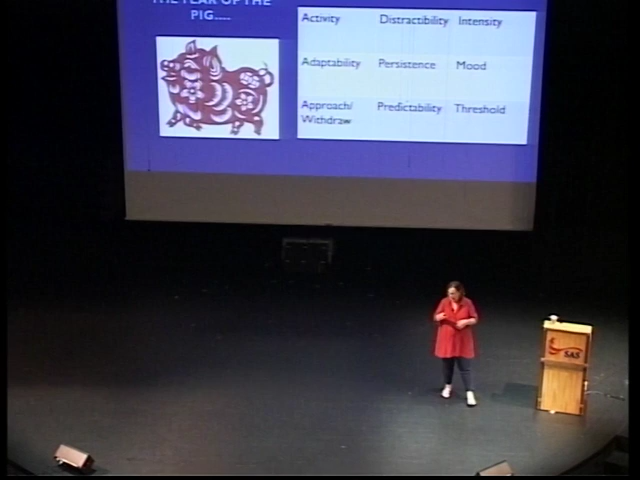 THE YEAR OF THE
PIG....
Activity Distractibility Intensity
Adaptability Persistence Mood
Approach/ Predictability Threshold
Withdraw
SAS